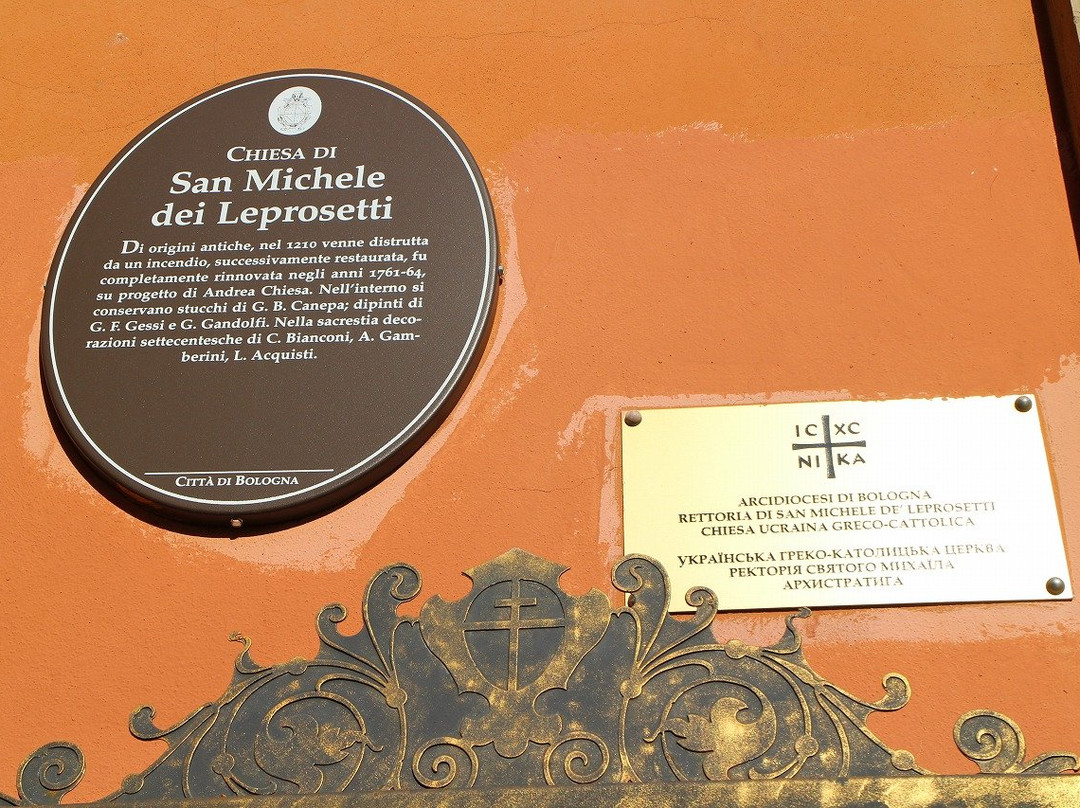 Chiesa di
San Michele
dei Leprosetti
Di origini antiche, nel 1210 venne distrutta
da un incendio, successivamente restaurata, fu
completamente rinnovata negli anni 1761-64,
su progetto di Andrea Chiesa. Nell'interno si
conservano stucchi di G. B. Canepa; dipinti di
G. F. Gessi e G. Gandolfi. Nella sacrestia deco-
razioni settecentesche di C. Bianconi, A. Gam-
berini, L. Acquisti.
Città di Bologna
IC XC
NI KA
ARCIDIOCESI DI BOLOGNA
RETTORIA DI SAN MICHELE DE' LEPROSETTI
CHIESA UCRAINA GRECO-CATTOLICA
УКРАЇНСЬКА ГРЕКО-КАТОЛИЦЬКА ЦЕРКВА
РЕКТОРІЯ СВЯТОГО МИХАЇЛА
АРХИСТРАТИГА